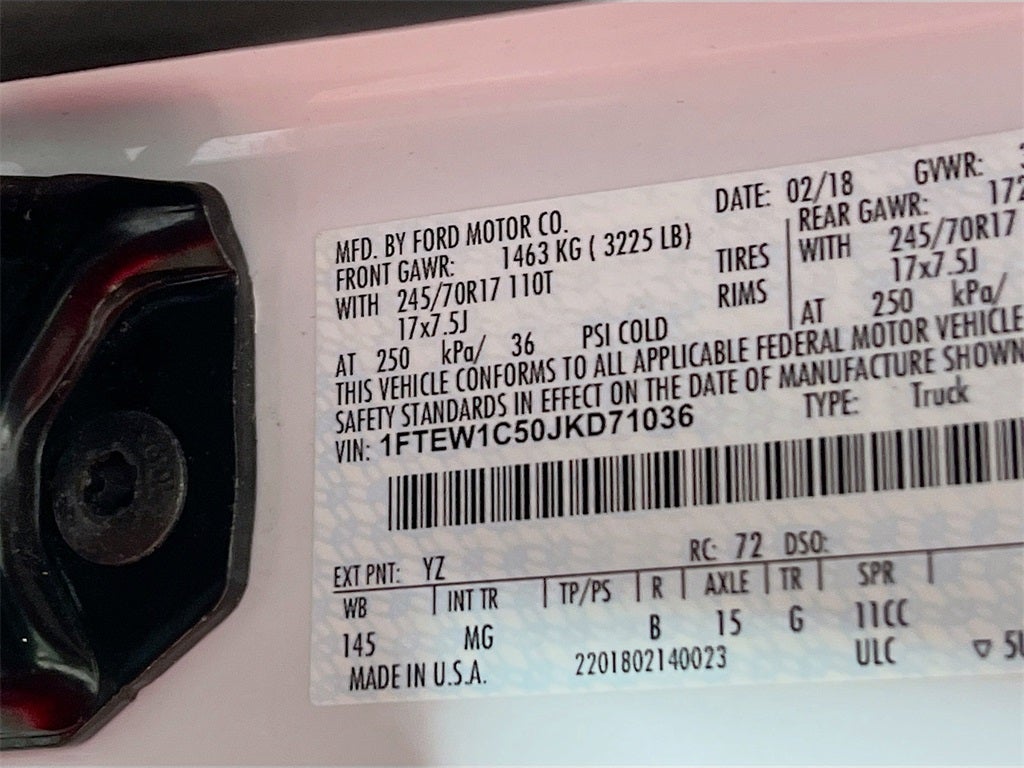 MFD. BY FORD MOTOR CO. DATE: 02/18 GVWR:
FRONT GAWR: 1463 KG ( 3225 LB) REAR GAWR: 172
WITH 245/70R17 110T TIRES WITH 245/70R17
17x7.5J RIMS 17x7.5J
AT 250 kPa/ 36 PSI COLD AT 250 kPa/
THIS VEHICLE CONFORMS TO ALL APPLICABLE FEDERAL MOTOR VEHICLE
SAFETY STANDARDS IN EFFECT ON THE DATE OF MANUFACTURE SHOWN
VIN: 1FTEW1C50JKD71036 TYPE: Truck
RC: 72 DSO:
EXT PNT: YZ
WB INT TR TP/PS R AXLE TR SPR
145 MG B 15 G 11CC
MADE IN U.S.A. 2201802140023 ULC